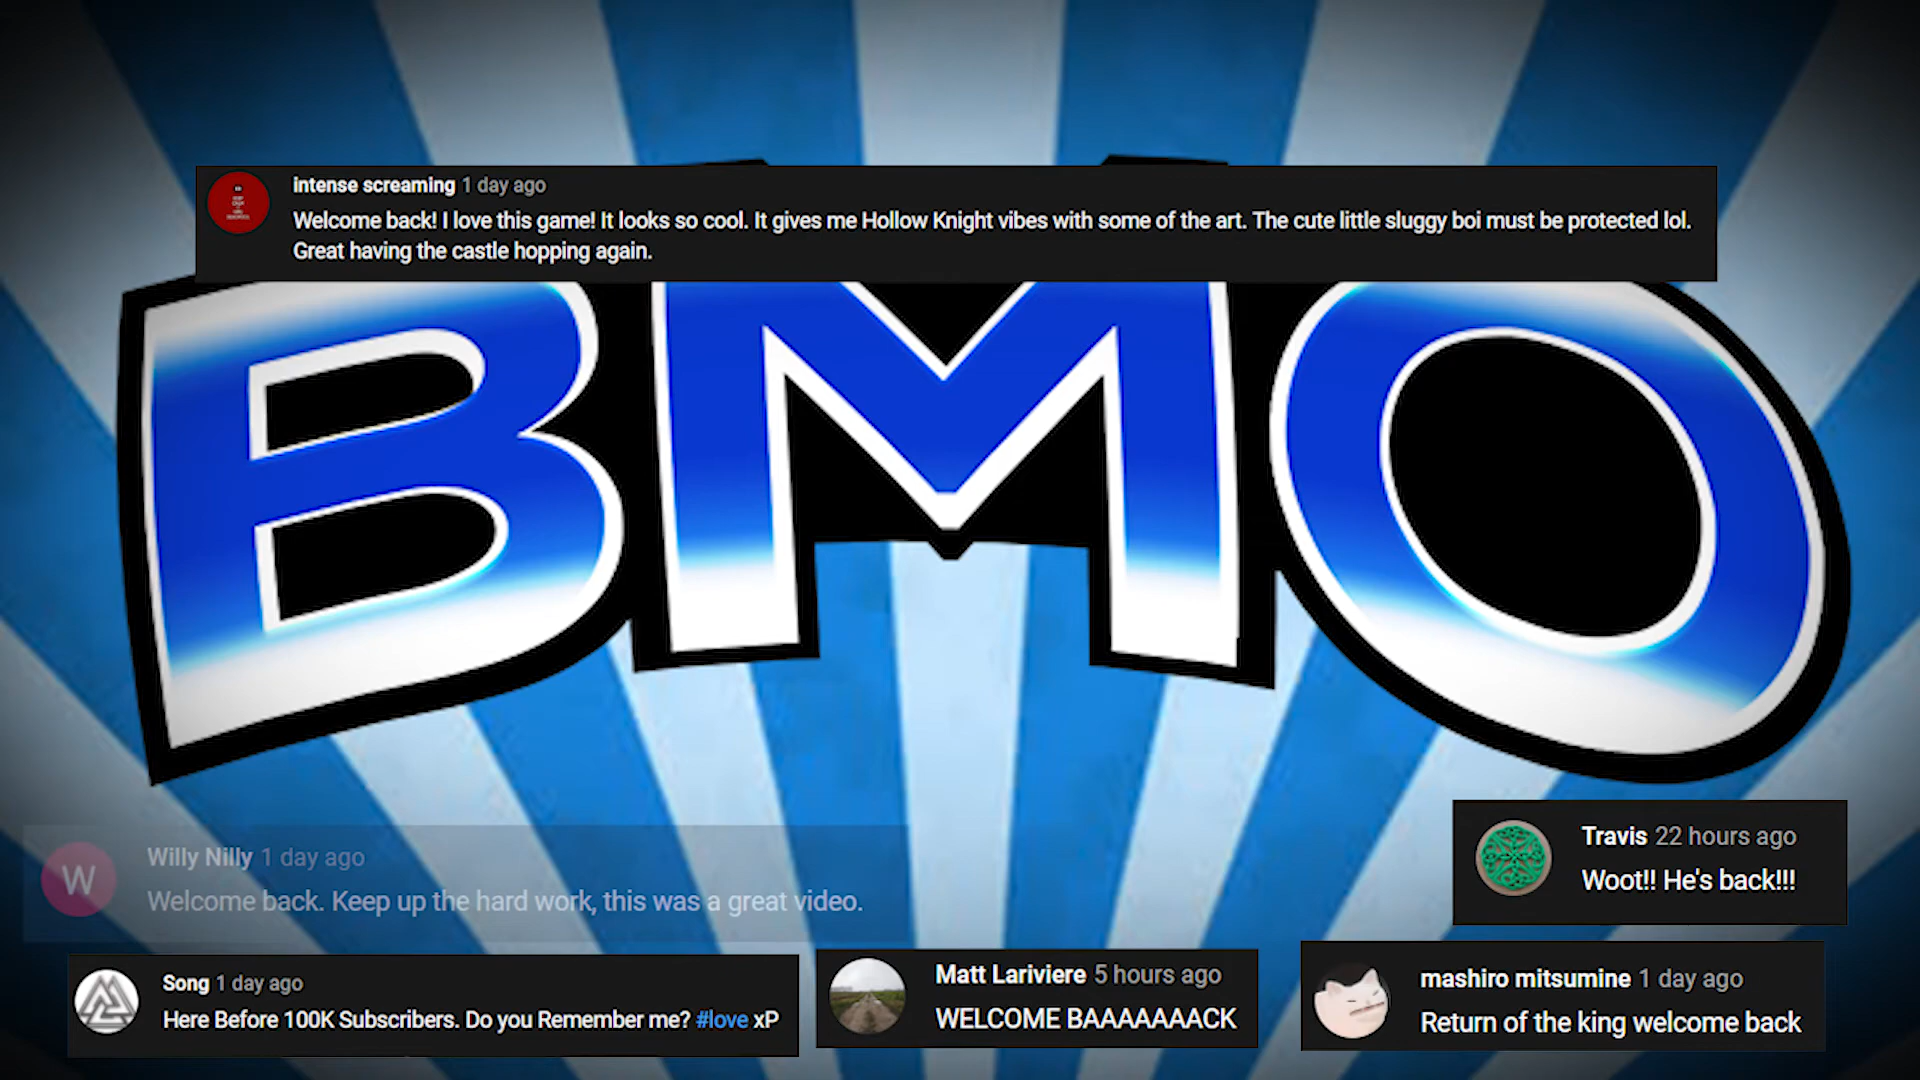 intense screaming 1 day ago
Welcome back! I love this game! It looks so cool. It gives me Hollow Knight vibes with some of the art. The cute little sluggy boi must be protected lol.
Great having the castle hopping again.
BMO
W
Willy Nilly 1 day ago
Welcome back. Keep up the hard work, this was a great video.
Travis 22 hours ago
Woot!! He's back!!!
Song 1 day ago
Here Before 100K Subscribers. Do you Remember me? #love xP
Matt Lariviere 5 hours ago
WELCOME BAAAAAAACK
mashiro mitsumine 1 day ago
Return of the king welcome back